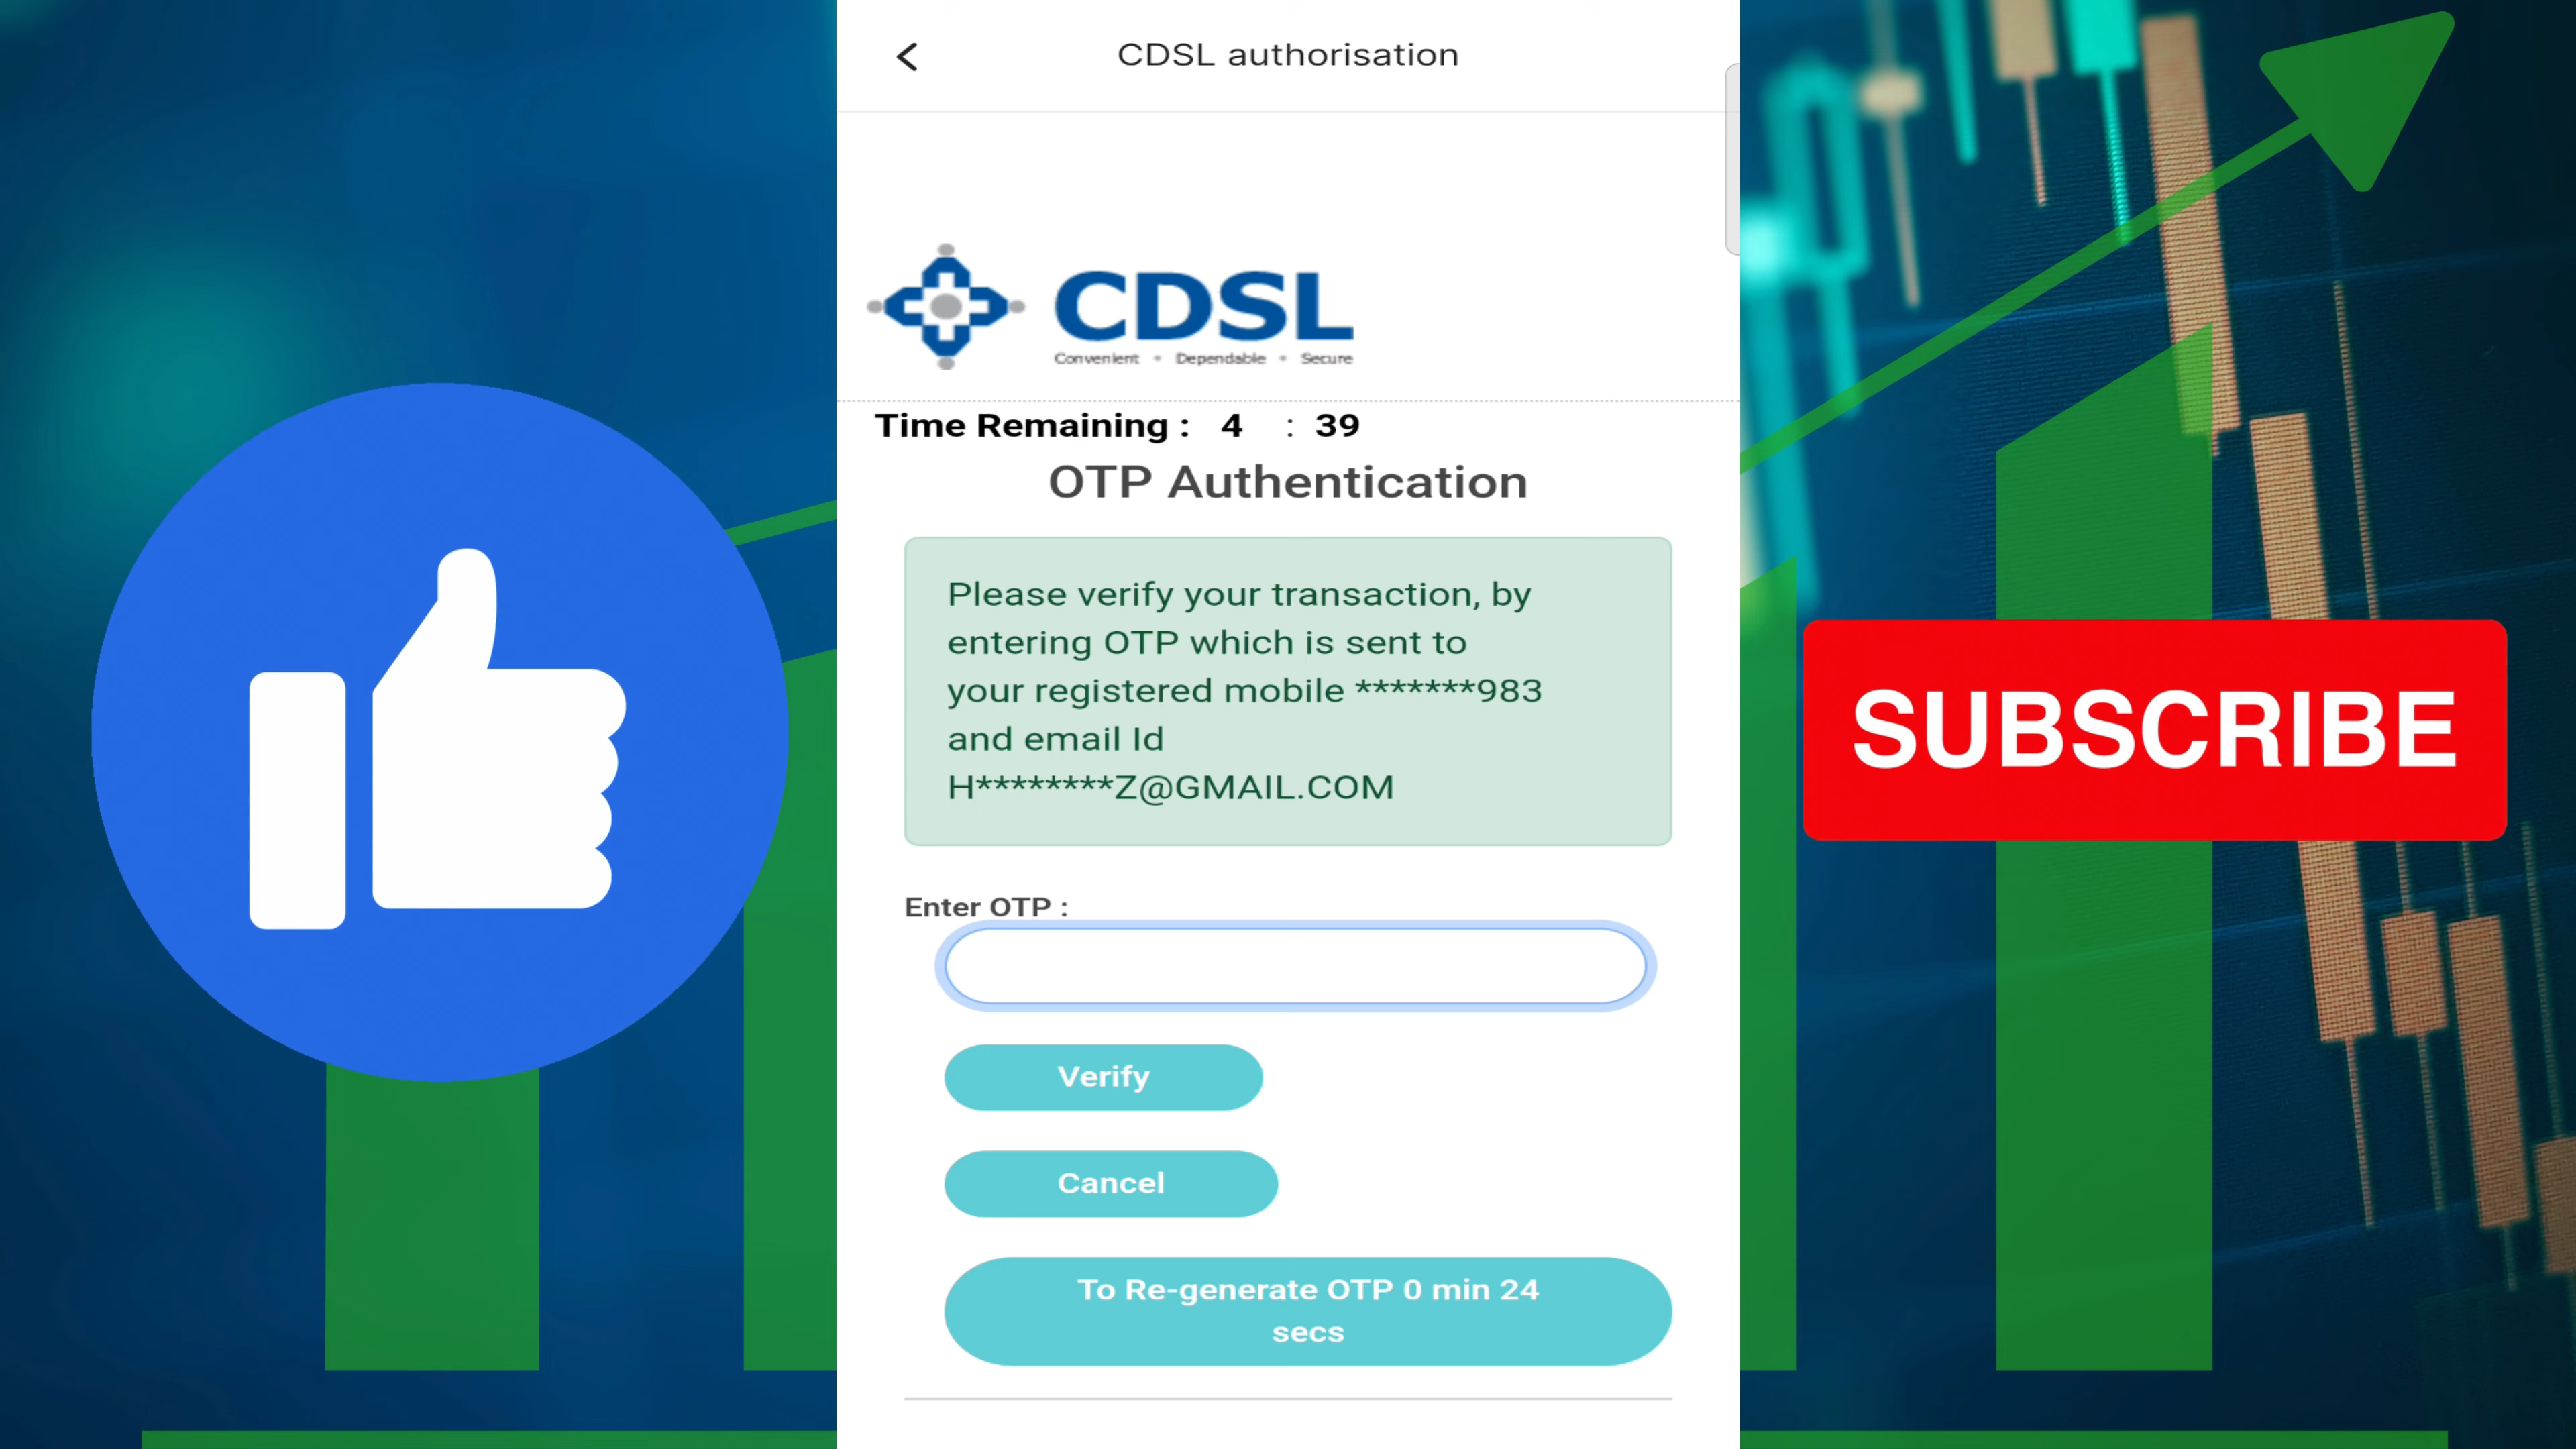 CDSL authorisation
CDSL
Convenient • Dependable • Secure
Time Remaining : 4 : 39
OTP Authentication
Please verify your transaction, by
entering OTP which is sent to
your registered mobile *******983
and email Id
H********Z@GMAIL.COM
Enter OTP :
Verify
Cancel
To Re-generate OTP 0 min 24
secs
SUBSCRIBE